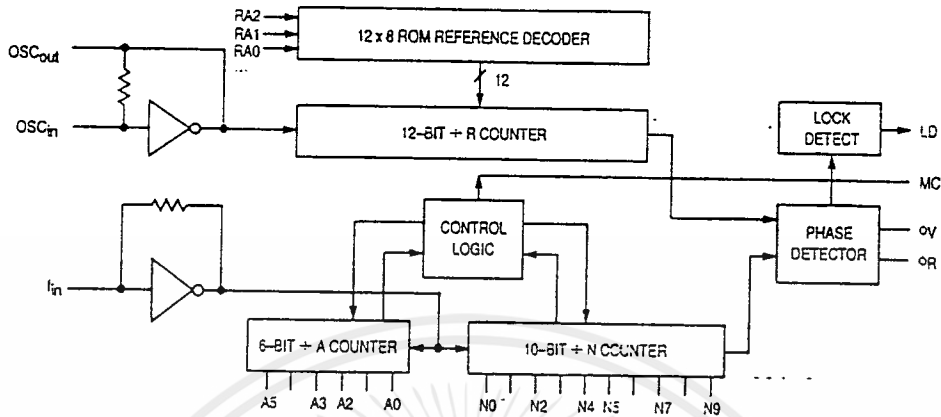 RA2
RA1
RA0
12 x 8 ROM REFERENCE DECODER
OSCout
12
OSCin
12–BIT ÷ R COUNTER
LOCK
DETECT
LD
MC
CONTROL
LOGIC
PHASE
DETECTOR
øV
øR
fin
6–BIT ÷ A COUNTER
10–BIT ÷ N COUNTER
A5 A3 A2 A0 N0 N2 N4 N5 N7 N9